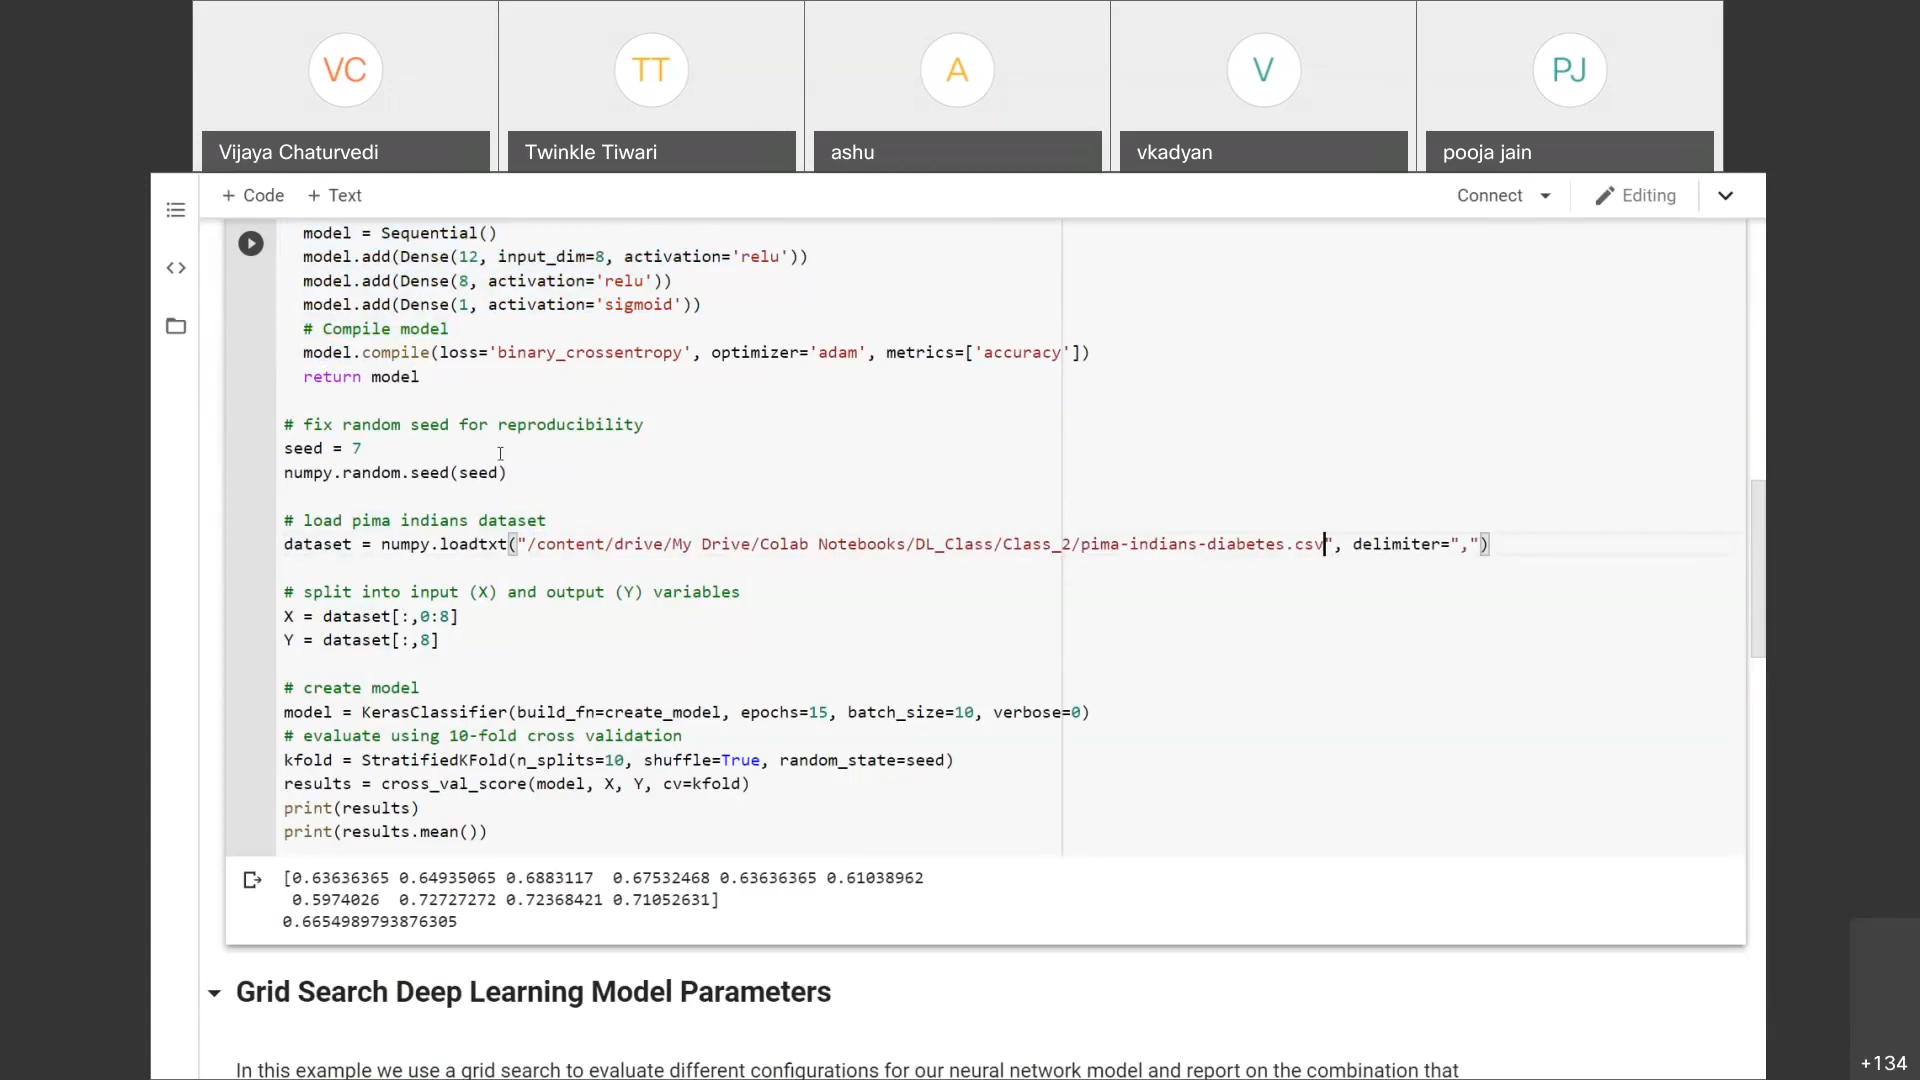 VC
TT
A
V
PJ
Vijaya Chaturvedi
Twinkle Tiwari
ashu
vkadyan
pooja jain
+ Code + Text
Connect
Editing
model = Sequential()
model.add(Dense(12, input_dim=8, activation='relu'))
model.add(Dense(8, activation='relu'))
model.add(Dense(1, activation='sigmoid'))
# Compile model
model.compile(loss='binary_crossentropy', optimizer='adam', metrics=['accuracy'])
return model
# fix random seed for reproducibility
seed = 7
numpy.random.seed(seed)
# load pima indians dataset
dataset = numpy.loadtxt("/content/drive/My Drive/Colab Notebooks/DL_Class/Class_2/pima-indians-diabetes.csv", delimiter=",")
# split into input (X) and output (Y) variables
X = dataset[:,0:8]
Y = dataset[:,8]
# create model
model = KerasClassifier(build_fn=create_model, epochs=15, batch_size=10, verbose=0)
# evaluate using 10-fold cross validation
kfold = StratifiedKFold(n_splits=10, shuffle=True, random_state=seed)
results = cross_val_score(model, X, Y, cv=kfold)
print(results)
print(results.mean())
[0.63636365 0.64935065 0.6883117 0.67532468 0.63636365 0.61038962
0.5974026 0.72727272 0.72368421 0.71052631]
0.6654989793876305
Grid Search Deep Learning Model Parameters
In this example we use a grid search to evaluate different configurations for our neural network model and report on the combination that
+134